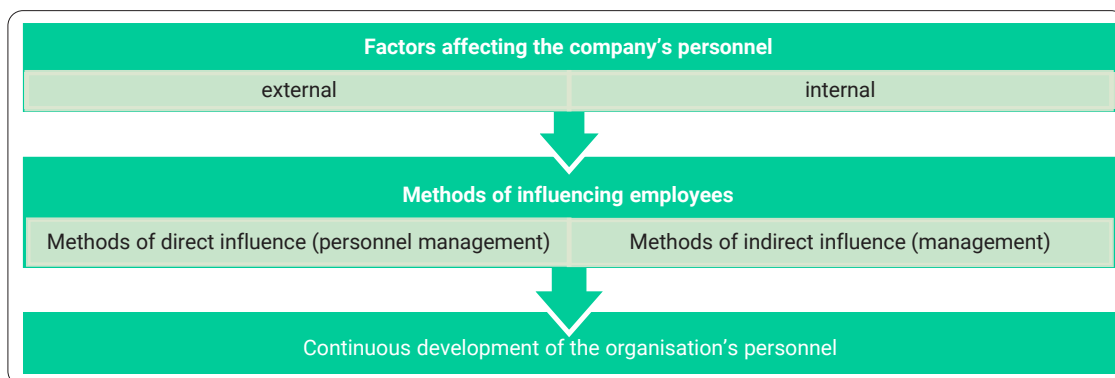 Factors affecting the company’s personnel
external
internal
Methods of influencing employees
Methods of direct influence (personnel management)
Methods of indirect influence (management)
Continuous development of the organisation’s personnel